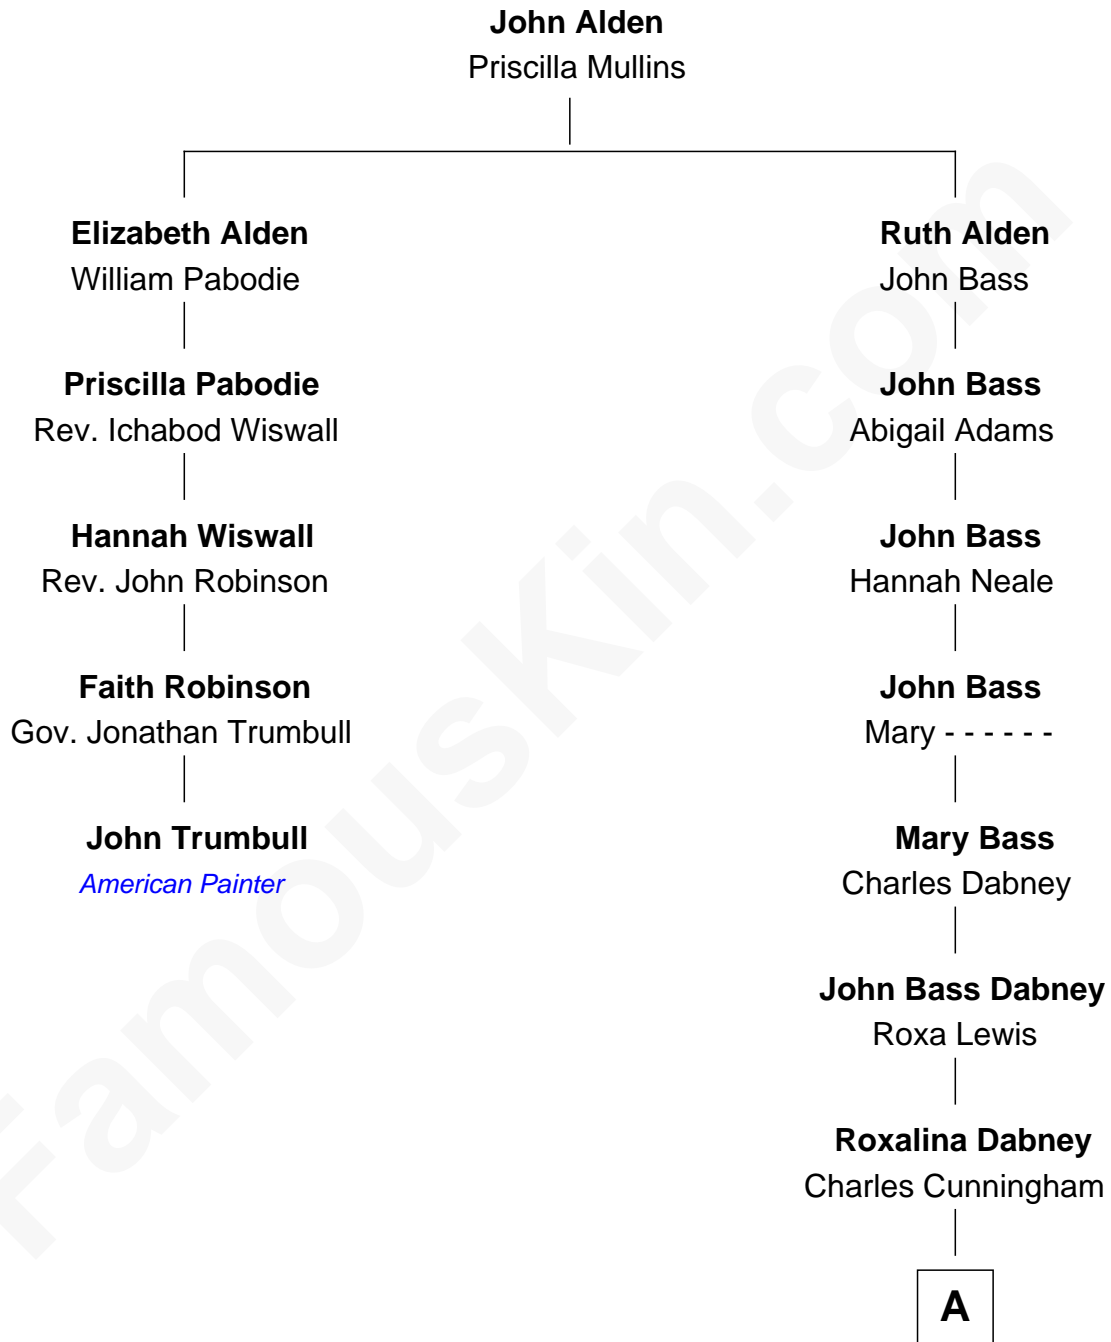 John Alden
Priscilla Mullins
Elizabeth Alden
William Pabodie
Priscilla Pabodie
Rev. Ichabod Wiswall
Hannah Wiswall
Rev. John Robinson
Faith Robinson
Gov. Jonathan Trumbull
John Trumbull
American Painter
Ruth Alden
John Bass
John Bass
Abigail Adams
John Bass
Hannah Neale
John Bass
Mary - - - - - -
Mary Bass
Charles Dabney
John Bass Dabney
Roxa Lewis
Roxalina Dabney
Charles Cunningham
A
FamousKin.com